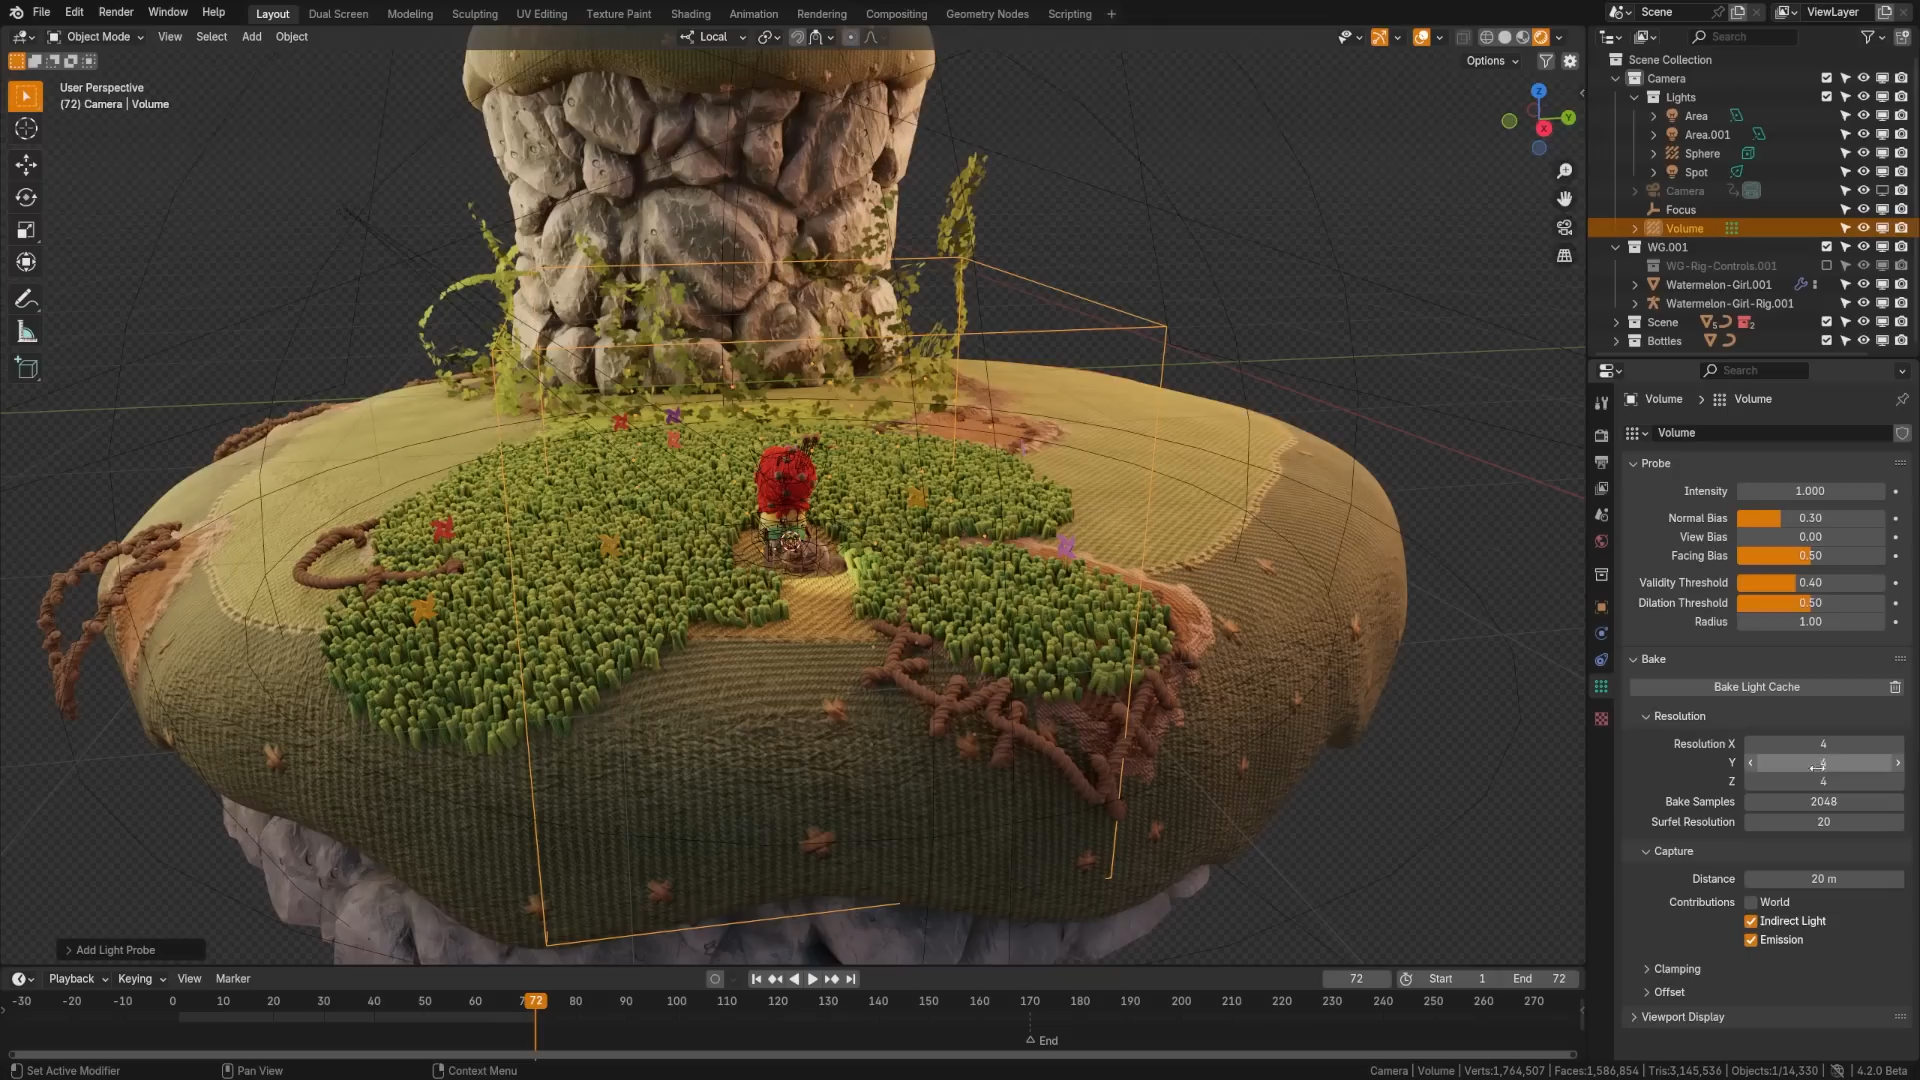 File Edit Render Window Help Layout Dual Screen Modeling Sculpting UV Editing Texture Paint Shading Animation Rendering Compositing Geometry Nodes Scripting + Scene ViewLayer
Object Mode View Select Add Object Local Search
Options
User Perspective
(72) Camera | Volume
Z
Y
X
Scene Collection
Camera
Lights
Area
Area.001
Sphere
Spot
Camera
Focus
Volume
WG.001
WG-Rig-Controls.001
Watermelon-Girl.001
Watermelon-Girl-Rig.001
Scene 5 2
Bottles
Search
Volume > Volume
Volume
Probe
Intensity 1.000
Normal Bias 0.30
View Bias 0.00
Facing Bias 0.50
Validity Threshold 0.40
Dilation Threshold 0.50
Radius 1.00
Bake
Bake Light Cache
Resolution
Resolution X 4
Y 4
Z 4
Bake Samples 2048
Surfel Resolution 20
Capture
Distance 20 m
Contributions World
Indirect Light
Emission
Clamping
Offset
Viewport Display
Add Light Probe
Playback Keying View Marker 72 Start 1 End 72
-30 -20 -10 0 10 20 30 40 50 60 72 80 90 100 110 120 130 140 150 160 170 180 190 200 210 220 230 240 250 260 270
End
Set Active Modifier Pan View Context Menu Camera | Volume | Verts:1,764,507 | Faces:1,586,854 | Tris:3,145,536 | Objects:1/14,330 | 4.2.0 Beta